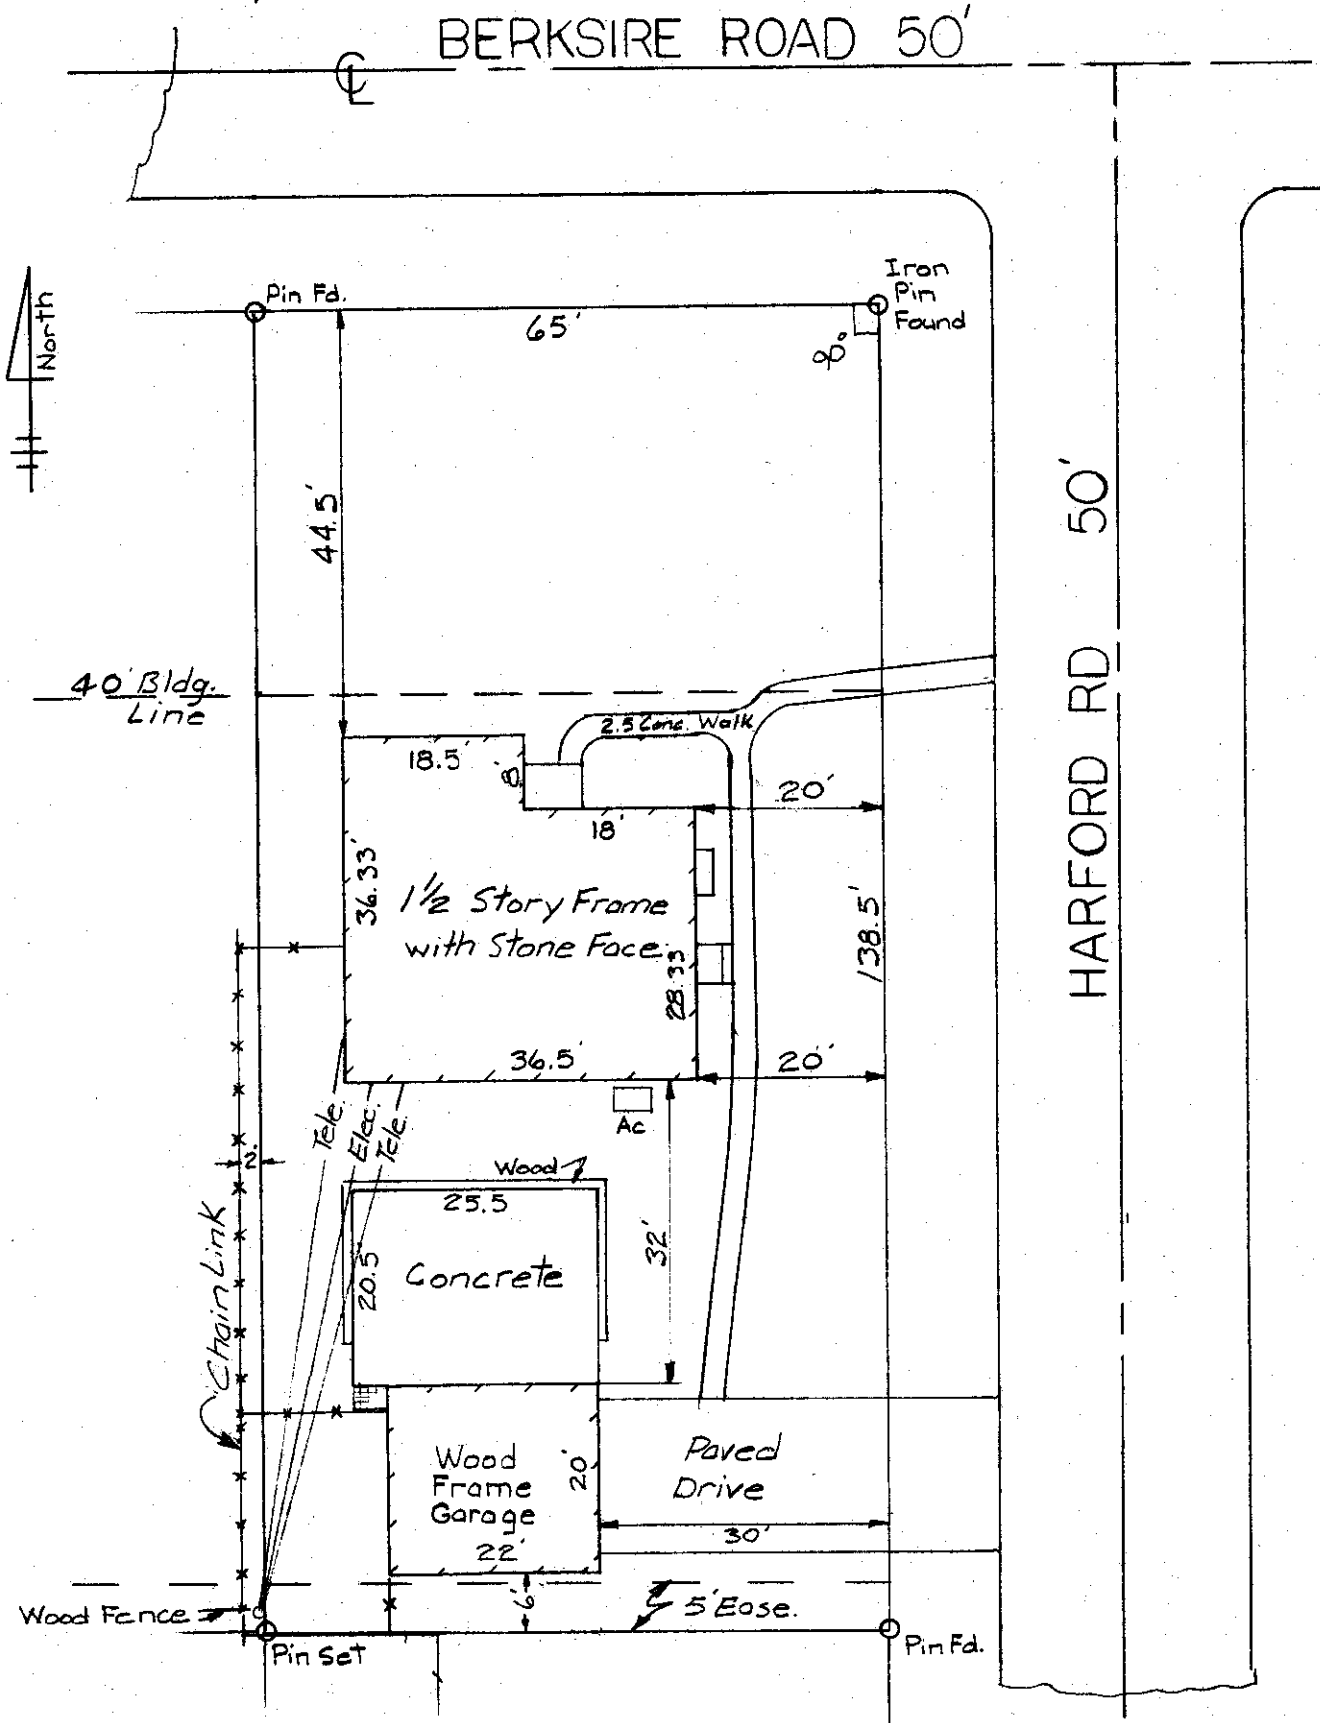 BERKSIRE ROAD 50'
CL
North
Pin Fd.
Iron
Pin
Found
65'
90°
44.5'
HARFORD RD 50'
40' Bldg.
Line
2.5 Conc. Walk
18.5'
8'
18'
20'
36.33'
1 1/2 Story Frame
with Stone Face
28.33
138.5'
36.5'
20'
Ac
Tele.
Elec.
Tele.
2'
Wood
25.5
20.5'
Concrete
32'
Chain Link
Wood
Frame
Garage
20'
22'
Paved
Drive
30'
6'
5' Ease.
Wood Fence
Pin Set
Pin Fd.